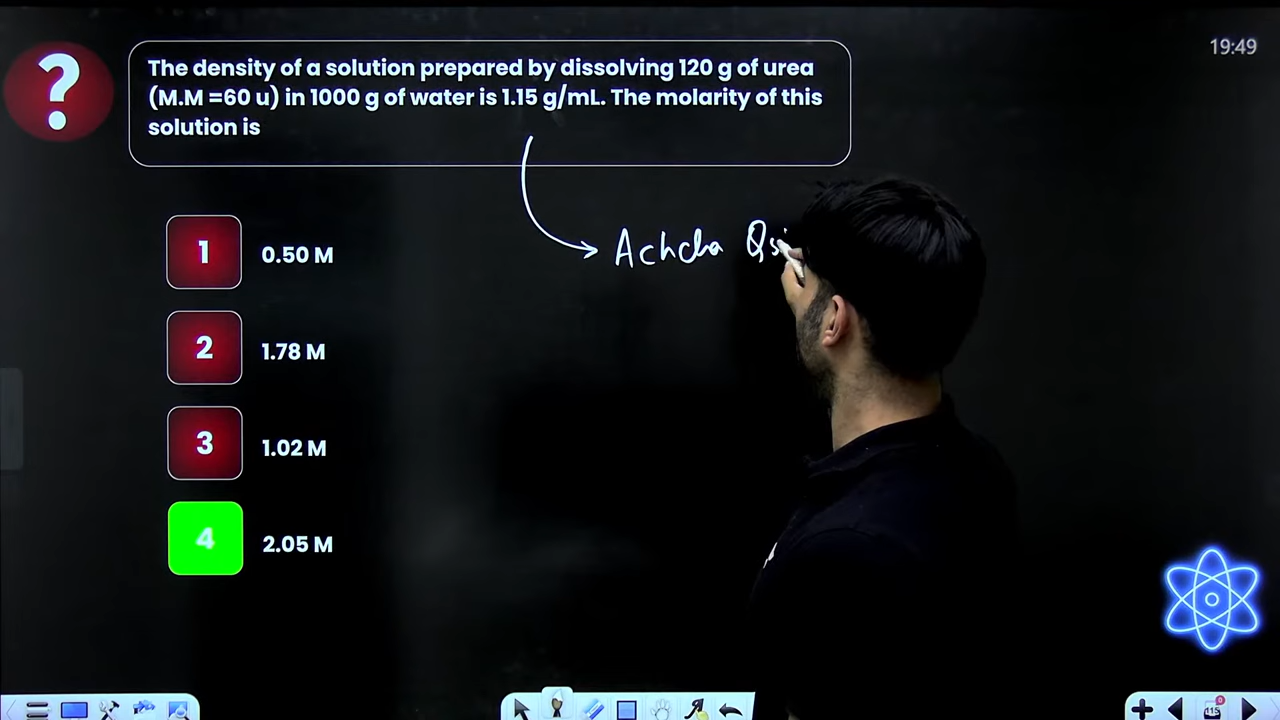 19:49
?
The density of a solution prepared by dissolving 120 g of urea
(M.M =60 u) in 1000 g of water is 1.15 g/mL. The molarity of this
solution is
Achcha
1 0.50 M
2 1.78 M
3 1.02 M
4 2.05 M
115